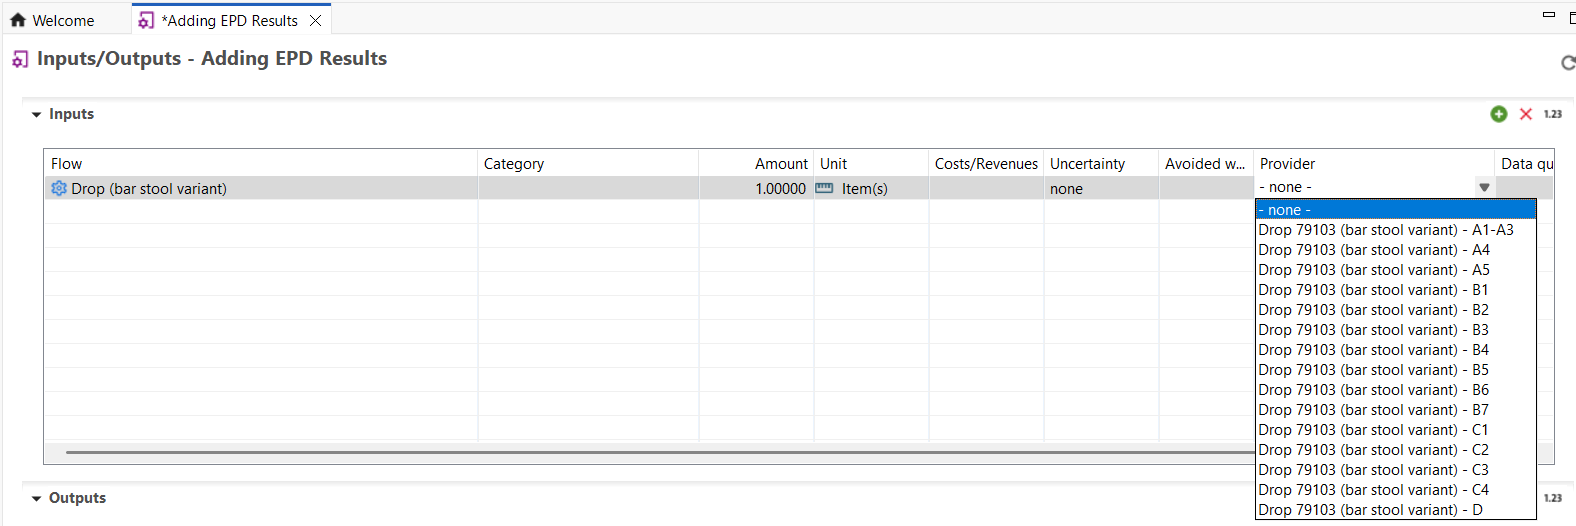 Welcome
*Adding EPD Results
Inputs/Outputs - Adding EPD Results
Inputs
1.23
Flow Category Amount Unit Costs/Revenues Uncertainty Avoided w... Provider Data qu
Drop (bar stool variant) 1.00000 Item(s) none - none -
- none -
Drop 79103 (bar stool variant) - A1-A3
Drop 79103 (bar stool variant) - A4
Drop 79103 (bar stool variant) - A5
Drop 79103 (bar stool variant) - B1
Drop 79103 (bar stool variant) - B2
Drop 79103 (bar stool variant) - B3
Drop 79103 (bar stool variant) - B4
Drop 79103 (bar stool variant) - B5
Drop 79103 (bar stool variant) - B6
Drop 79103 (bar stool variant) - B7
Drop 79103 (bar stool variant) - C1
Drop 79103 (bar stool variant) - C2
Drop 79103 (bar stool variant) - C3
Drop 79103 (bar stool variant) - C4
Drop 79103 (bar stool variant) - D
Outputs
1.23